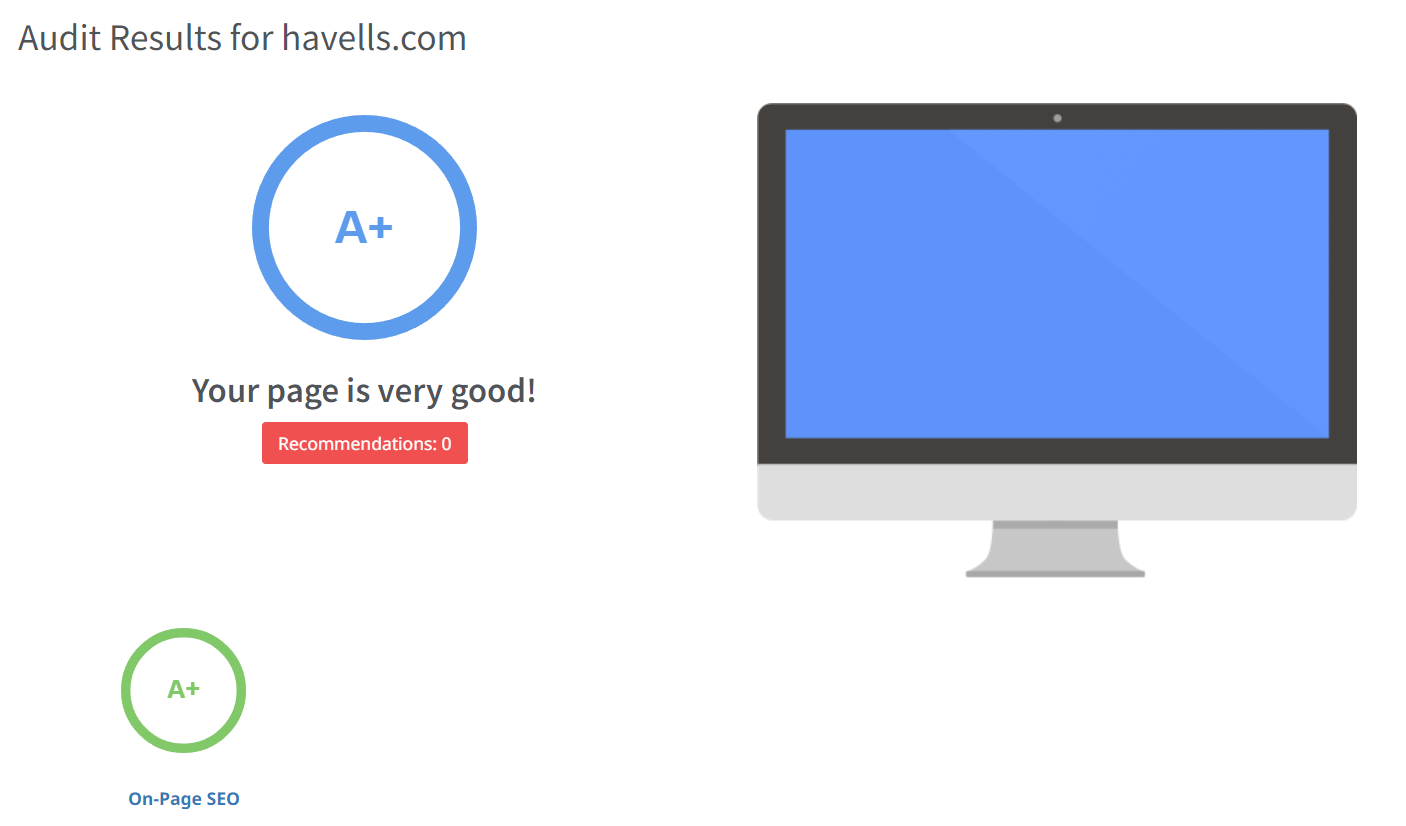 Audit Results for havells.com
A+
Your page is very good!
Recommendations: 0
A+
On-Page SEO